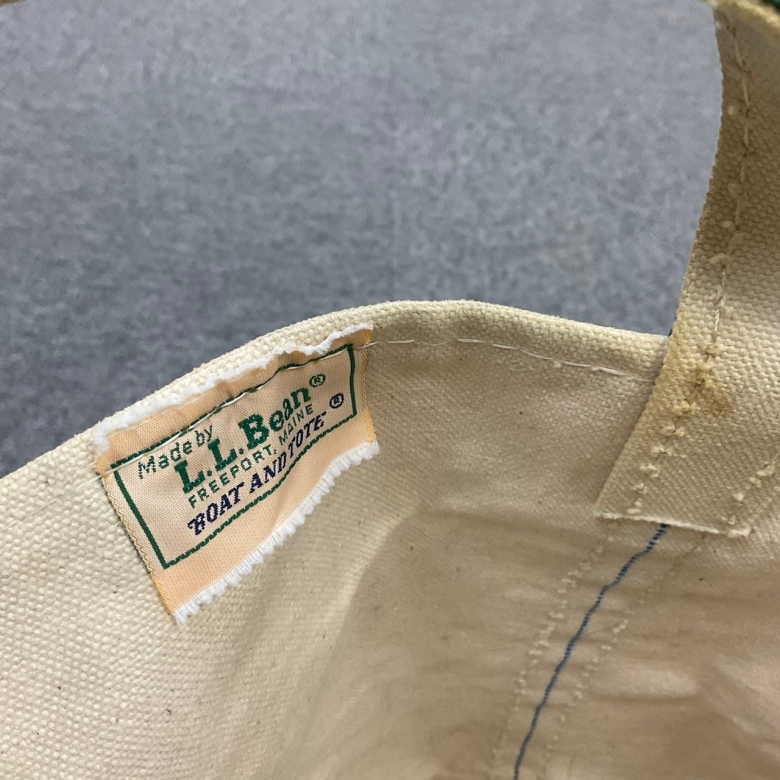 Made by
L.L.Bean®
FREEPORT, MAINE
"BOAT AND TOTE"®